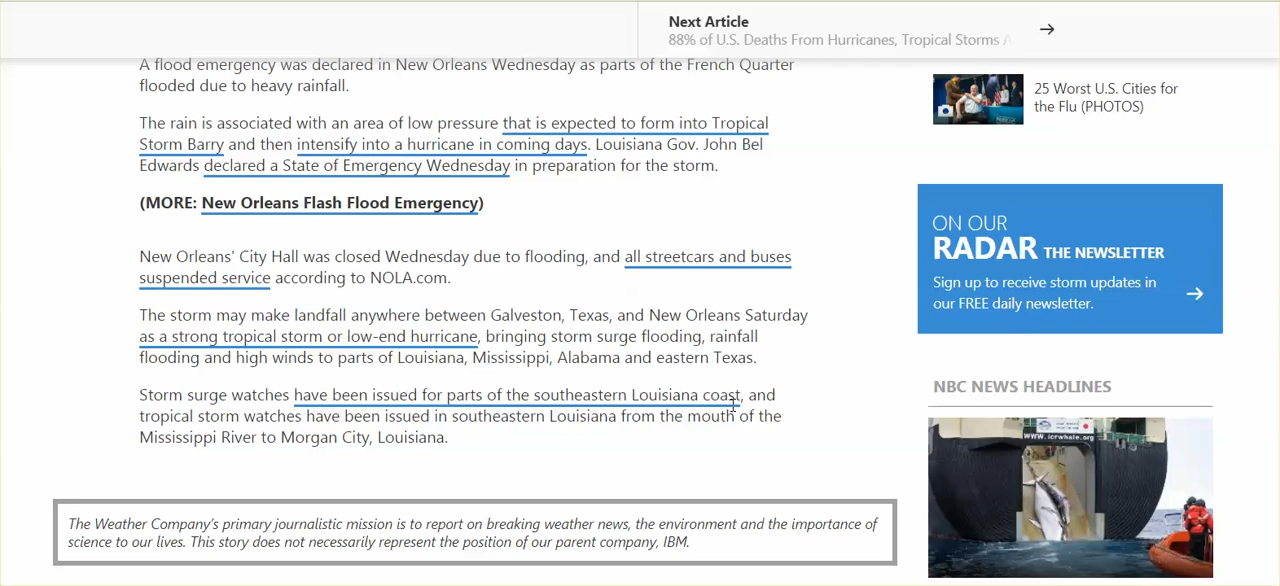 Next Article
88% of U.S. Deaths From Hurricanes, Tropical Storms
A flood emergency was declared in New Orleans Wednesday as parts of the French Quarter
flooded due to heavy rainfall.
The rain is associated with an area of low pressure that is expected to form into Tropical
Storm Barry and then intensify into a hurricane in coming days. Louisiana Gov. John Bel
Edwards declared a State of Emergency Wednesday in preparation for the storm.
(MORE: New Orleans Flash Flood Emergency)
New Orleans' City Hall was closed Wednesday due to flooding, and all streetcars and buses
suspended service according to NOLA.com.
The storm may make landfall anywhere between Galveston, Texas, and New Orleans Saturday
as a strong tropical storm or low-end hurricane, bringing storm surge flooding, rainfall
flooding and high winds to parts of Louisiana, Mississippi, Alabama and eastern Texas.
Storm surge watches have been issued for parts of the southeastern Louisiana coast, and
tropical storm watches have been issued in southeastern Louisiana from the mouth of the
Mississippi River to Morgan City, Louisiana.
The Weather Company's primary journalistic mission is to report on breaking weather news, the environment and the importance of
science to our lives. This story does not necessarily represent the position of our parent company, IBM.
25 Worst U.S. Cities for
the Flu (PHOTOS)
ON OUR
RADAR THE NEWSLETTER
Sign up to receive storm updates in
our FREE daily newsletter.
NBC NEWS HEADLINES
www.icrwhale.org